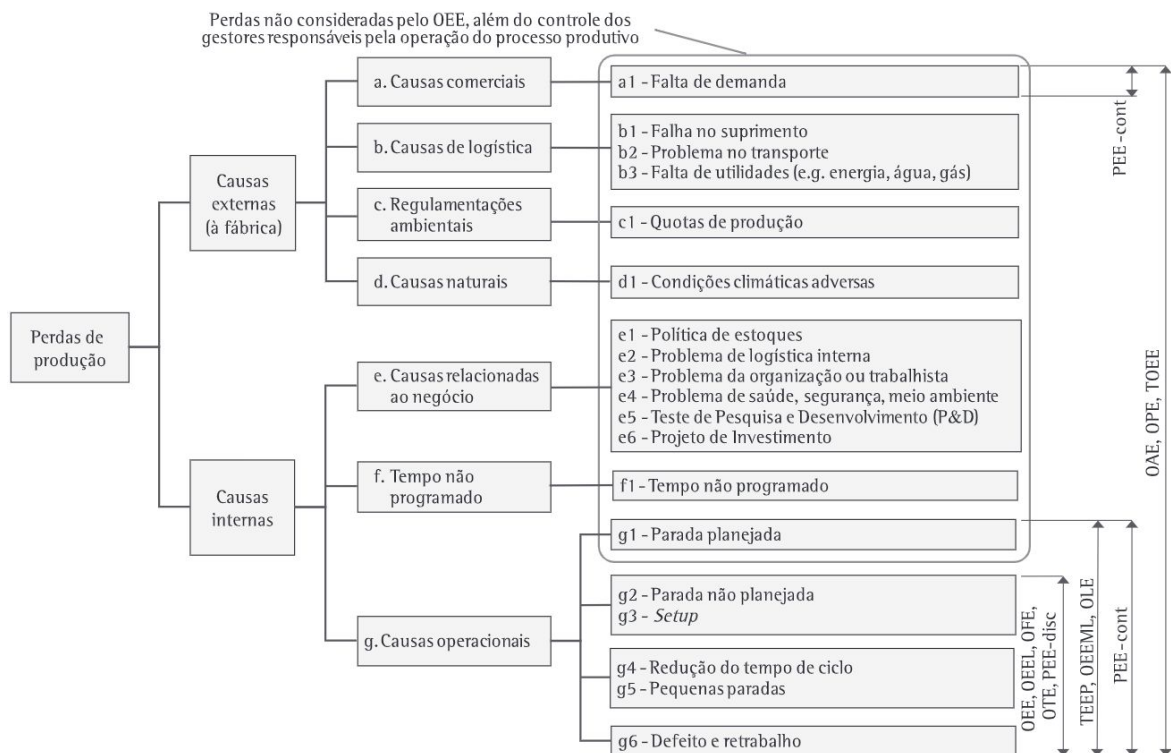 Perdas não consideradas pelo OEE, além do controle dos
gestores responsáveis pela operação do processo produtivo
Perdas de
produção
Causas
externas
(à fábrica)
a. Causas comerciais
a1 - Falta de demanda
b. Causas de logística
b1 - Falha no suprimento
b2 - Problema no transporte
b3 - Falta de utilidades (e.g. energia, água, gás)
c. Regulamentações
ambientais
c1 - Quotas de produção
d. Causas naturais
d1 - Condições climáticas adversas
Causas
internas
e. Causas relacionadas
ao negócio
e1 - Política de estoques
e2 - Problema de logística interna
e3 - Problema da organização ou trabalhista
e4 - Problema de saúde, segurança, meio ambiente
e5 - Teste de Pesquisa e Desenvolvimento (P&D)
e6 - Projeto de Investimento
f. Tempo não
programado
f1 - Tempo não programado
g. Causas operacionais
g1 - Parada planejada
g2 - Parada não planejada
g3 - Setup
g4 - Redução do tempo de ciclo
g5 - Pequenas paradas
g6 - Defeito e retrabalho
PEE-cont
OEE, OEEL, OFE,
OTE, PEE-disc
TEEP, OEEML, OLE
PEE-cont
OAE, OPE, TOEE